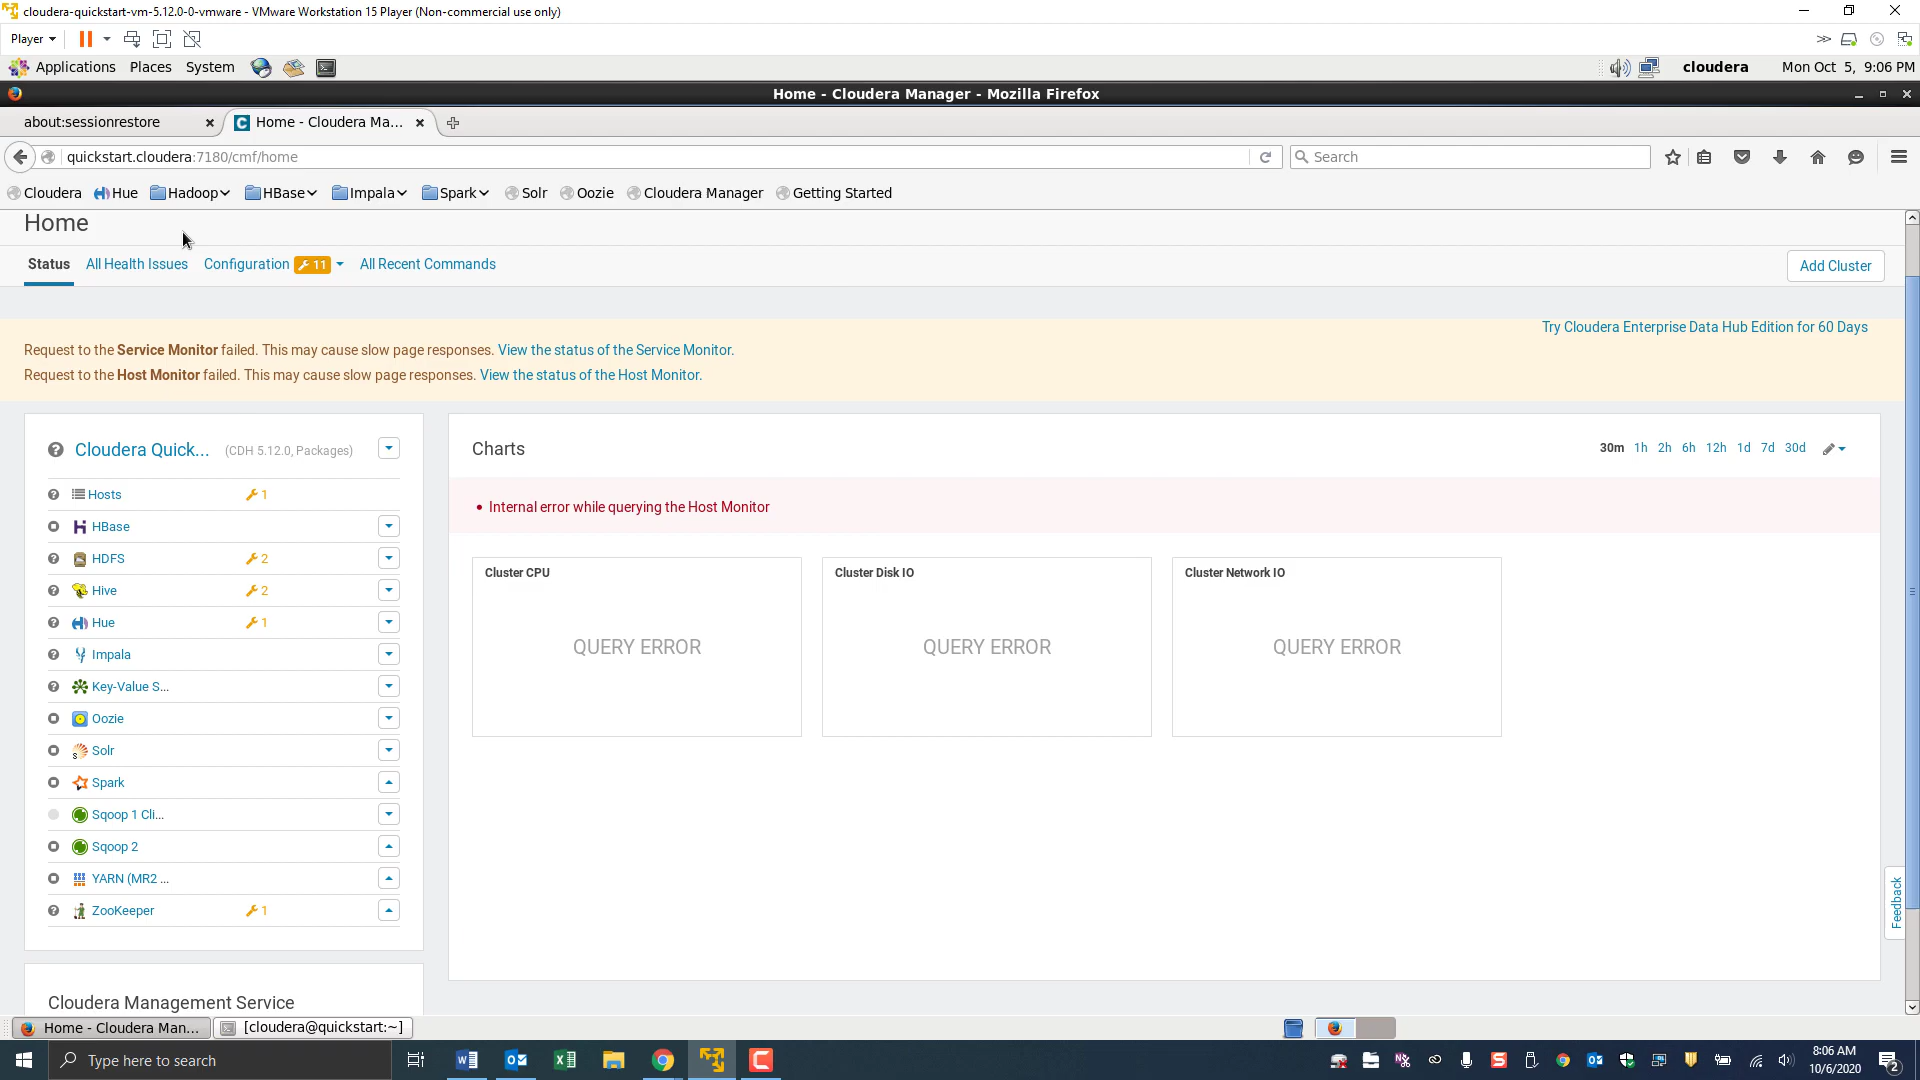 cloudera-quickstart-vm-5.12.0-0-vmware - VMware Workstation 15 Player (Non-commercial use only)
Player
Applications Places System cloudera Mon Oct 5, 9:06 PM
Home - Cloudera Manager - Mozilla Firefox
about:sessionrestore Home - Cloudera Ma...
quickstart.cloudera:7180/cmf/home Search
Cloudera Hue Hadoop HBase Impala Spark Solr Oozie Cloudera Manager Getting Started
Home
Status All Health Issues Configuration 11 All Recent Commands Add Cluster
Try Cloudera Enterprise Data Hub Edition for 60 Days
Request to the Service Monitor failed. This may cause slow page responses. View the status of the Service Monitor.
Request to the Host Monitor failed. This may cause slow page responses. View the status of the Host Monitor.
Cloudera Quick... (CDH 5.12.0, Packages)
Hosts 1
HBase
HDFS 2
Hive 2
Hue 1
Impala
Key-Value S...
Oozie
Solr
Spark
Sqoop 1 Cli...
Sqoop 2
YARN (MR2 ...
ZooKeeper 1
Cloudera Management Service
Charts 30m 1h 2h 6h 12h 1d 7d 30d
Internal error while querying the Host Monitor
Cluster CPU Cluster Disk IO Cluster Network IO
QUERY ERROR QUERY ERROR QUERY ERROR
Feedback
Home - Cloudera Man... [cloudera@quickstart:~]
Type here to search
8:06 AM
10/6/2020
2